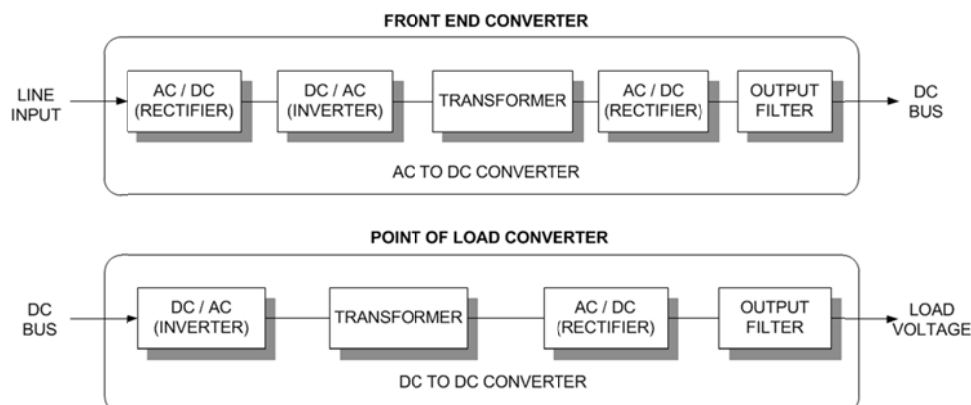 FRONT END CONVERTER
LINE
INPUT
AC / DC
(RECTIFIER)
DC / AC
(INVERTER)
TRANSFORMER
AC / DC
(RECTIFIER)
OUTPUT
FILTER
DC
BUS
AC TO DC CONVERTER
POINT OF LOAD CONVERTER
DC
BUS
DC / AC
(INVERTER)
TRANSFORMER
AC / DC
(RECTIFIER)
OUTPUT
FILTER
LOAD
VOLTAGE
DC TO DC CONVERTER